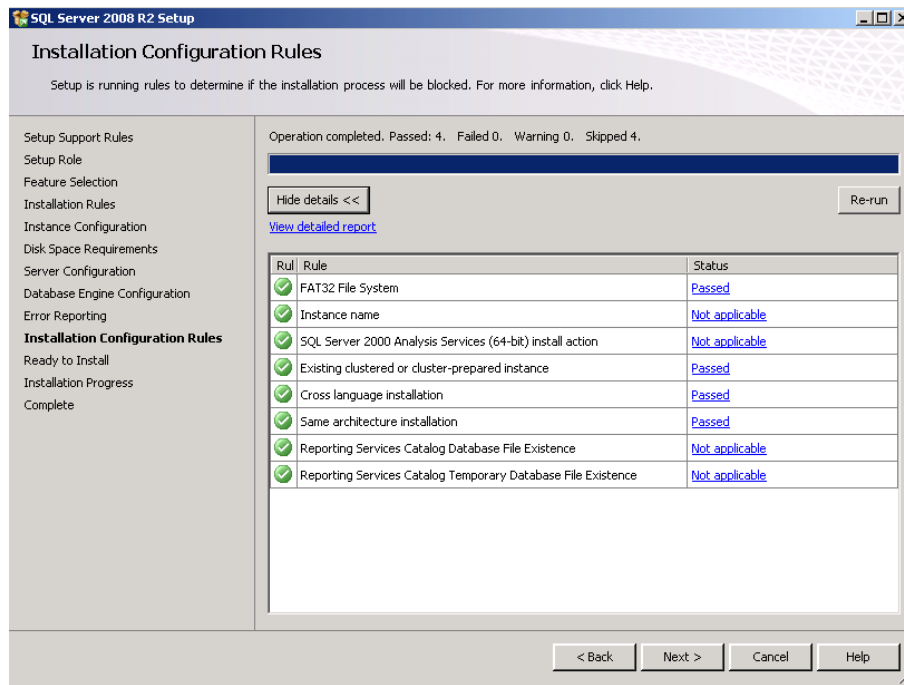 SQL Server 2008 R2 Setup
Installation Configuration Rules
Setup is running rules to determine if the installation process will be blocked. For more information, click Help.
Setup Support Rules
Setup Role
Feature Selection
Installation Rules
Instance Configuration
Disk Space Requirements
Server Configuration
Database Engine Configuration
Error Reporting
Installation Configuration Rules
Ready to Install
Installation Progress
Complete
Operation completed. Passed: 4. Failed 0. Warning 0. Skipped 4.
Hide details << Re-run
View detailed report
Rul Rule Status
FAT32 File System Passed
Instance name Not applicable
SQL Server 2000 Analysis Services (64-bit) install action Not applicable
Existing clustered or cluster-prepared instance Passed
Cross language installation Passed
Same architecture installation Passed
Reporting Services Catalog Database File Existence Not applicable
Reporting Services Catalog Temporary Database File Existence Not applicable
< Back Next > Cancel Help